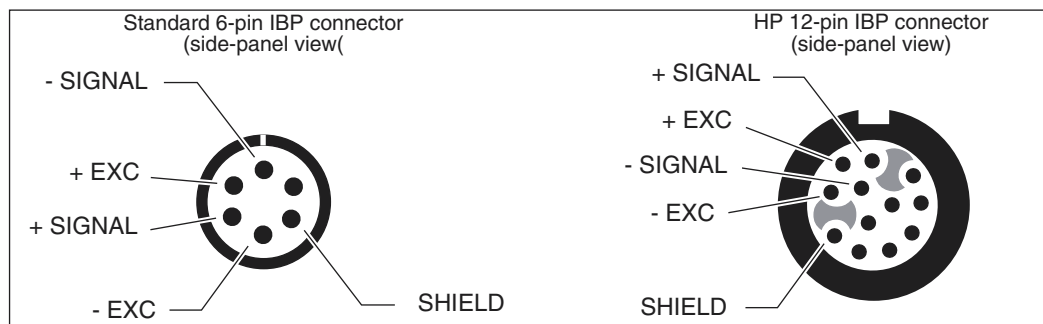 Standard 6-pin IBP connector
(side-panel view(
- SIGNAL
+ EXC
+ SIGNAL
- EXC
SHIELD
HP 12-pin IBP connector
(side-panel view)
+ SIGNAL
+ EXC
- SIGNAL
- EXC
SHIELD